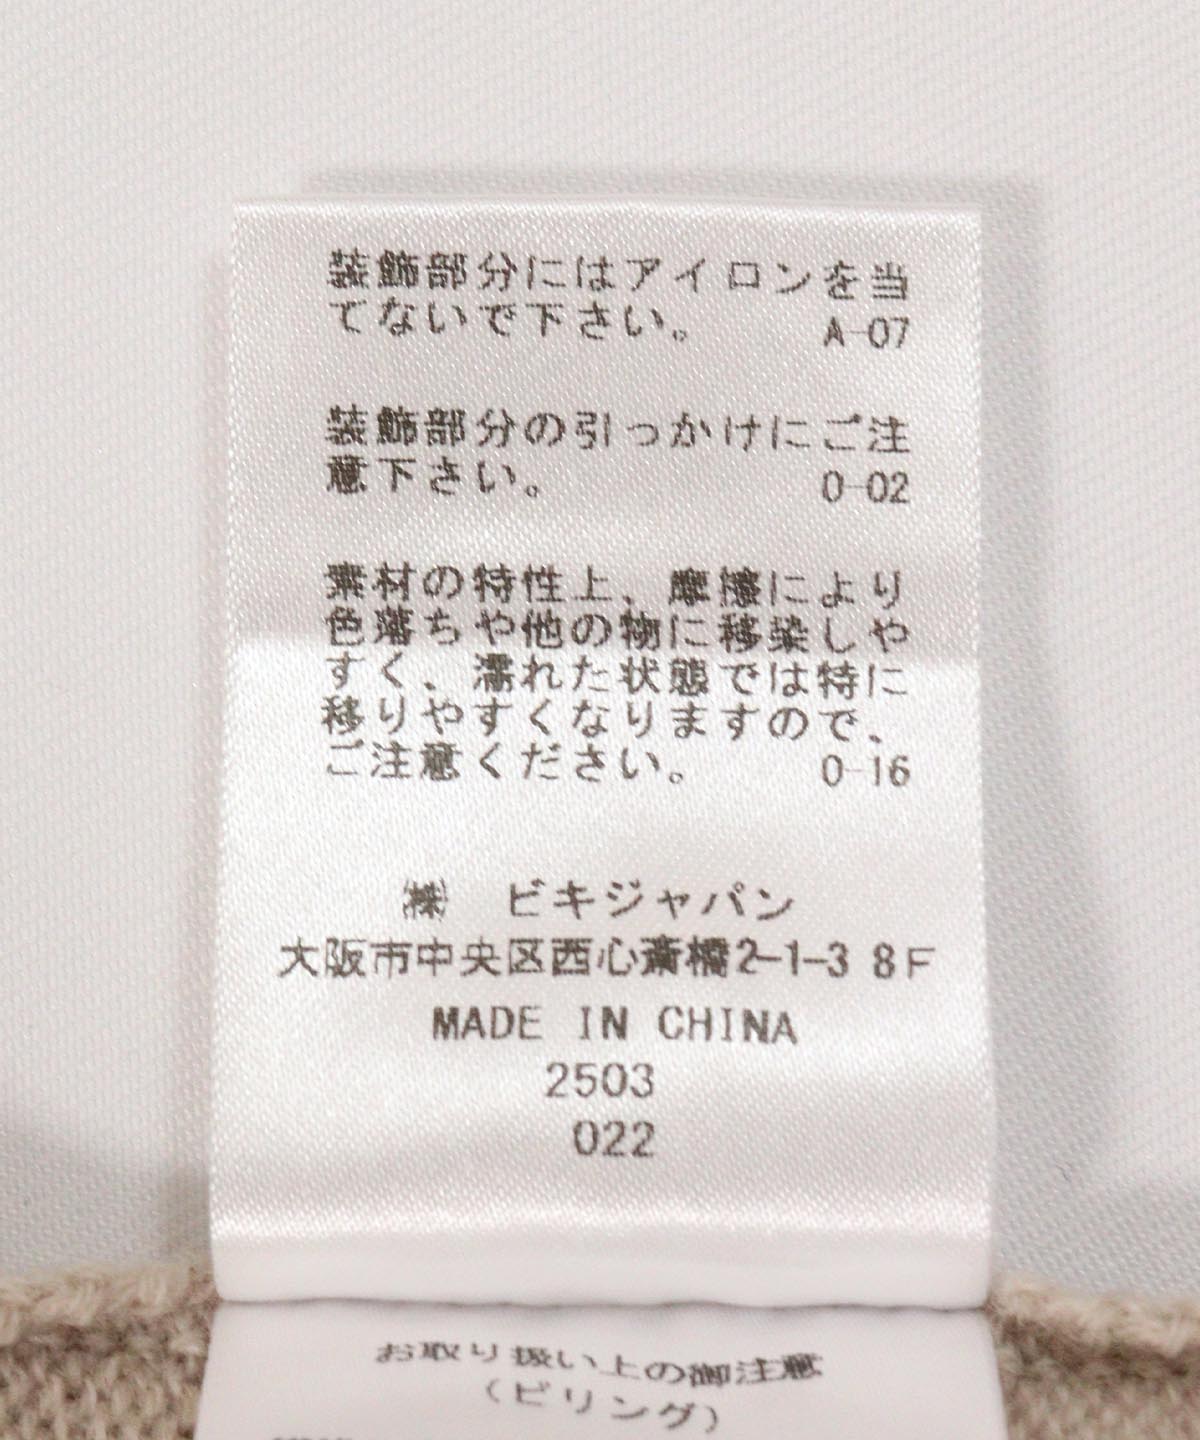 装飾部分にはアイロンを当
てないで下さい。 A-07
装飾部分の引っかけにご注
意下さい。 O-02
素材の特性上、摩擦により
色落ちや他の物に移染しや
すく、濡れた状態では特に
移りやすくなりますので、
ご注意ください。 O-16
㈱ ビキジャパン
大阪市中央区西心斎橋2-1-3 8F
MADE IN CHINA
2503
022
お取り扱い上の御注意
(ピリング)